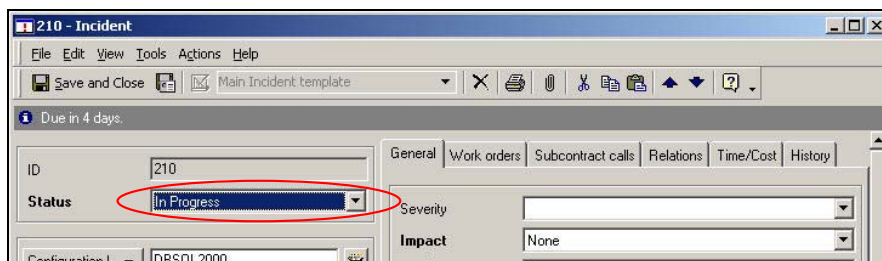 210 - Incident
File Edit View Tools Actions Help
Save and Close Main Incident template
Due in 4 days.
General Work orders Subcontract calls Relations Time/Cost History
ID 210
Status In Progress
Severity
Impact None
DBSQL2000